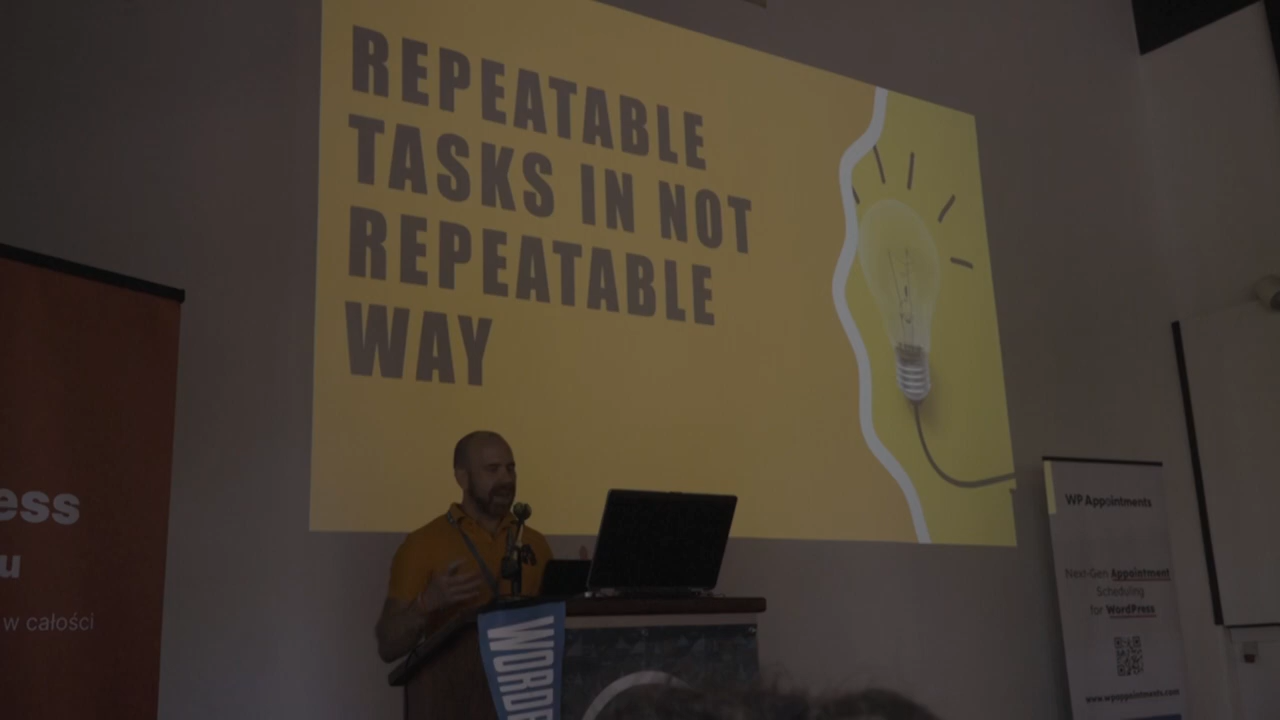 REPEATABLE
TASKS IN NOT
REPEATABLE
WAY
ess
u
w całości
WORD
WP Appointments
Next-Gen Appointment
Scheduling
for WordPress
www.wpappointments.com